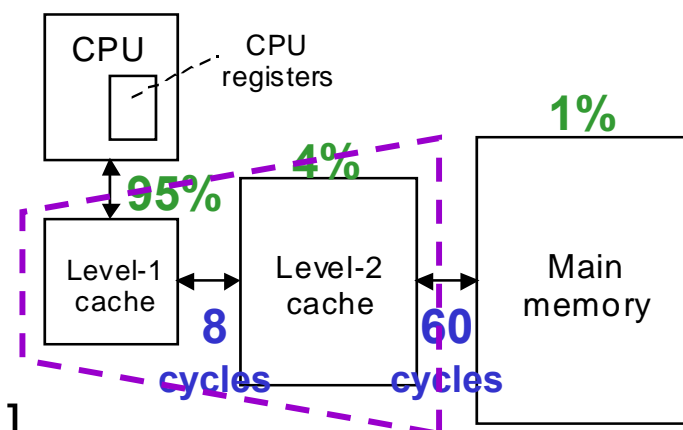 CPU
CPU
registers
1%
4%
95%
Level-1
cache
Level-2
cache
Main
memory
8
cycles
60
cycles
]